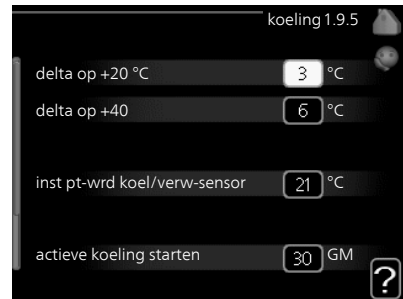 koeling 1.9.5
delta op +20 °C 3 °C
delta op +40 6 °C
inst pt-wrd koel/verw-sensor 21 °C
actieve koeling starten 30 GM
?